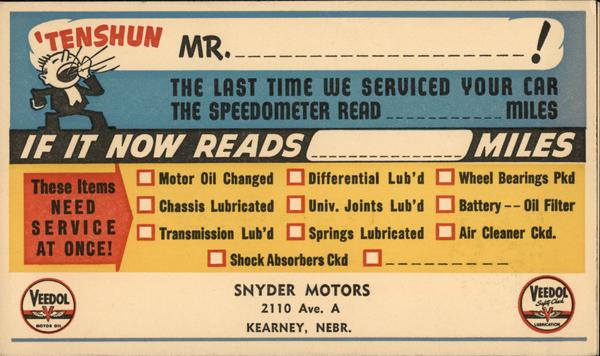 'TENSHUN MR. _ _ _ _ _ _ _ _ _ _ !
THE LAST TIME WE SERVICED YOUR CAR
THE SPEEDOMETER READ _ _ _ _ _ _ _ _ MILES
IF IT NOW READS _ _ _ _ _ _ _ _ MILES
These Items
NEED
SERVICE
AT ONCE!
Motor Oil Changed Differential Lub'd Wheel Bearings Pkd
Chassis Lubricated Univ. Joints Lub'd Battery -- Oil Filter
Transmission Lub'd Springs Lubricated Air Cleaner Ckd.
Shock Absorbers Ckd _ _ _ _ _ _ _ _
SNYDER MOTORS
2110 Ave. A
KEARNEY, NEBR.
VEEDOL
MOTOR OIL
VEEDOL
Safety Check
LUBRICATION